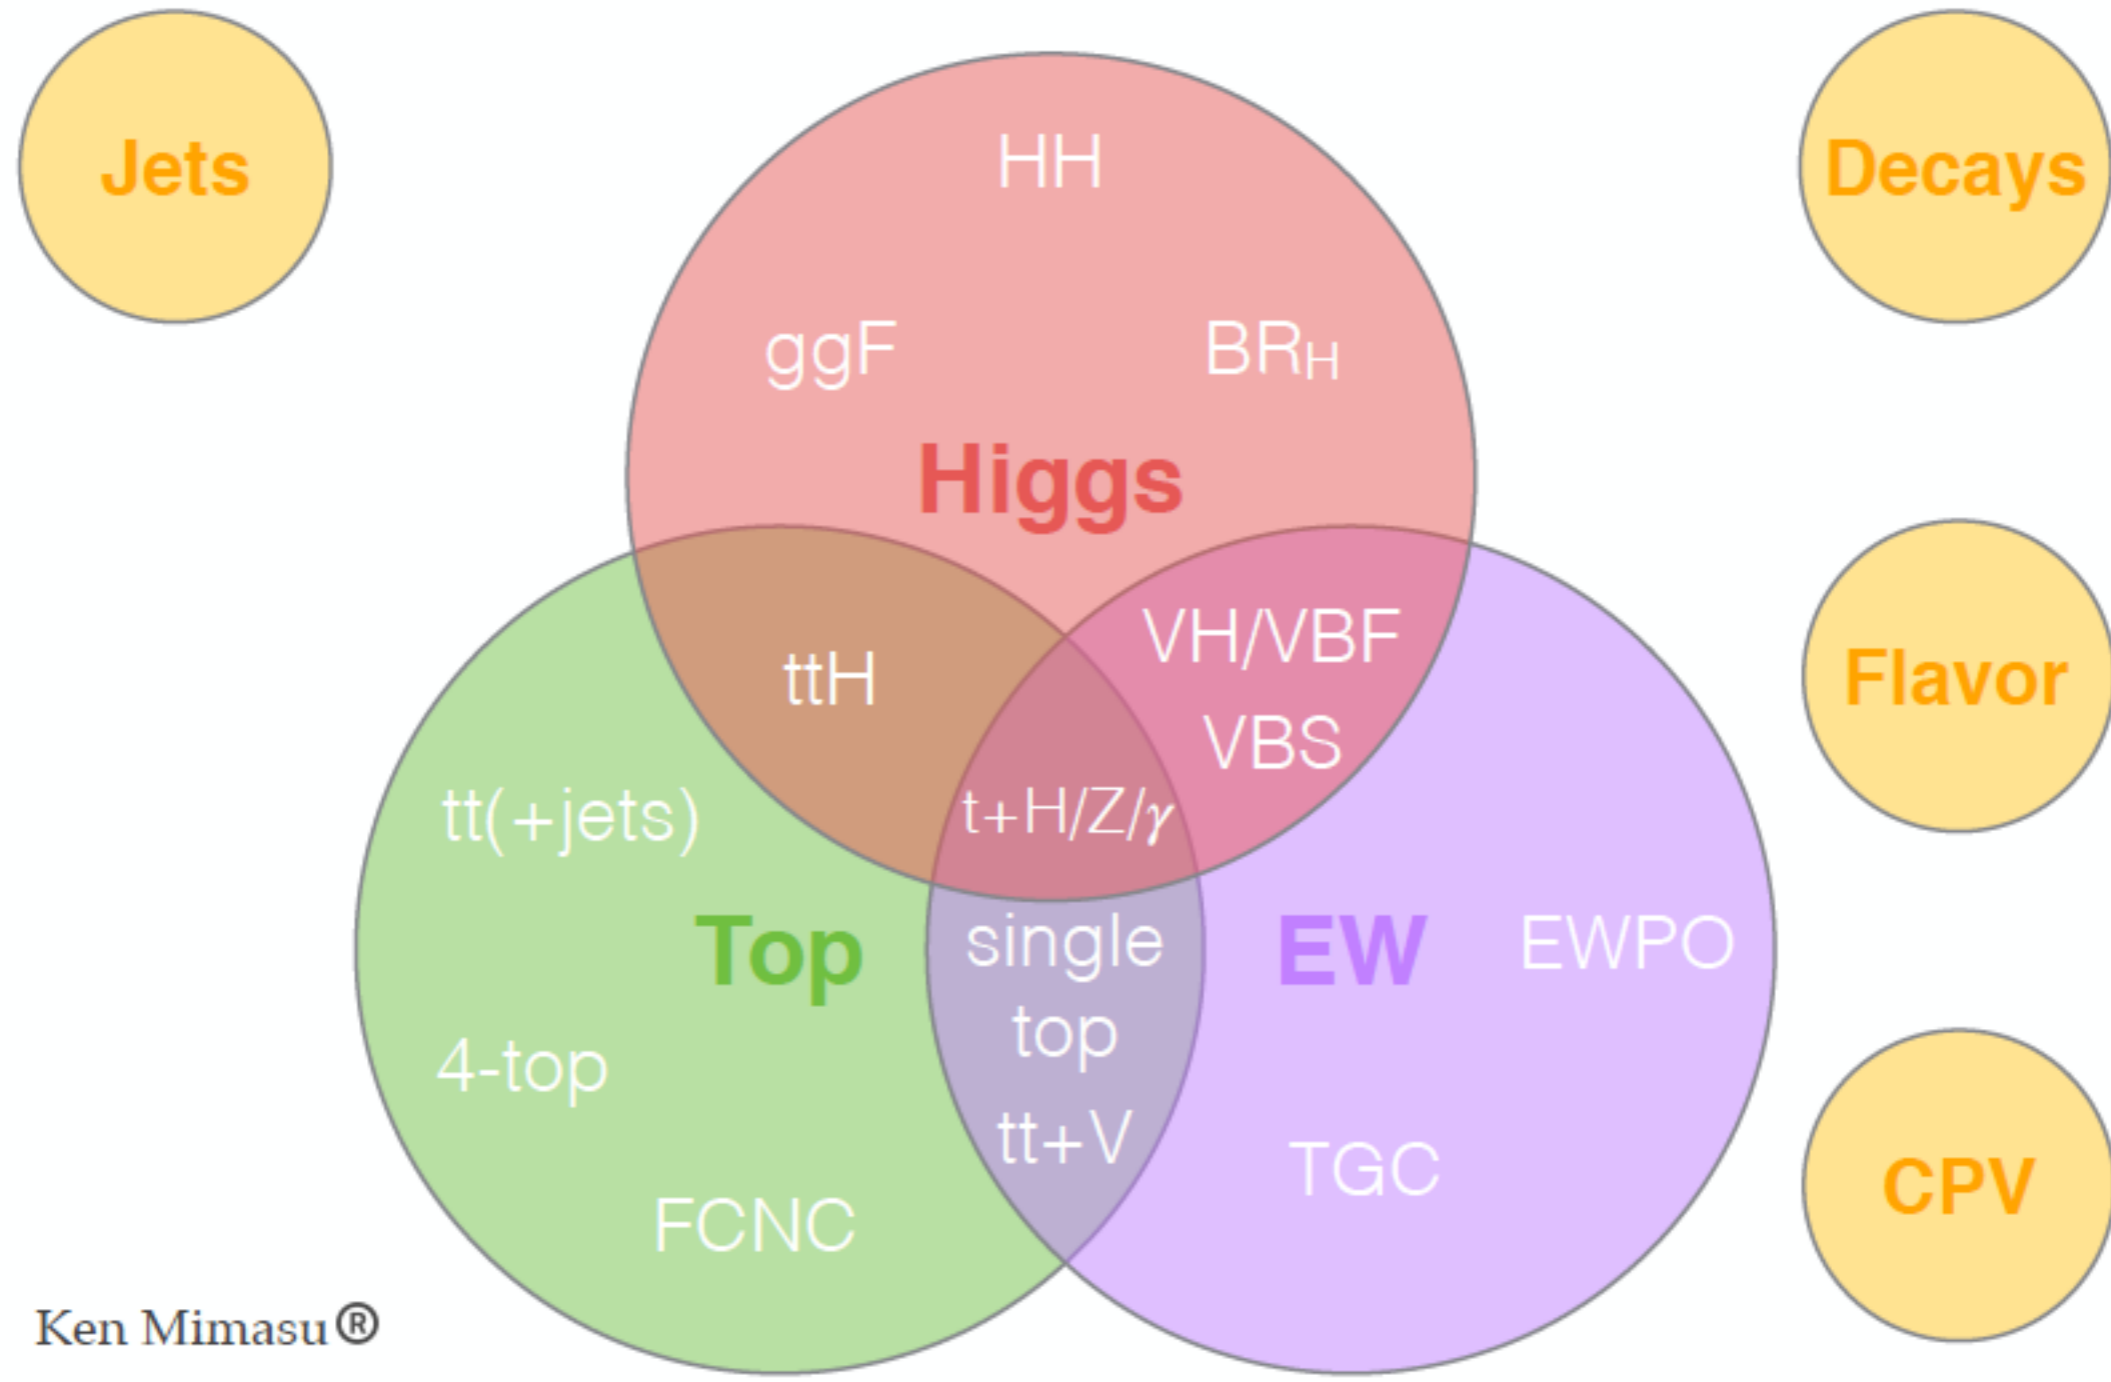 Jets
HH
Decays
ggF
BRH
Higgs
ttH
VH/VBF
VBS
Flavor
tt(+jets)
t+H/Z/γ
Top
single
top
tt+V
EW
EWPO
4-top
FCNC
TGC
CPV
Ken Mimasu®